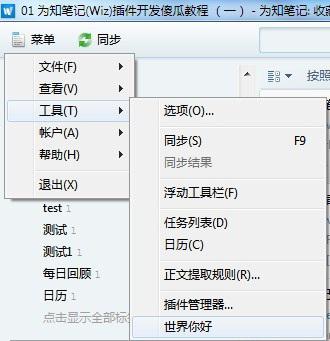 01 为知笔记(Wiz)插件开发傻瓜教程 （一） - 为知笔记: 收藏
菜单 同步
文件(F)
查看(V) 按照
工具(T)
帐户(A)
帮助(H)
退出(X)
选项(O)...
同步(S) F9
同步结果
浮动工具栏(F)
任务列表(D)
日历(C)
正文提取规则(R)...
插件管理器...
世界你好
test 1
测试 1
测试1 1
每日回顾 1
日历 1
点击显示全部标